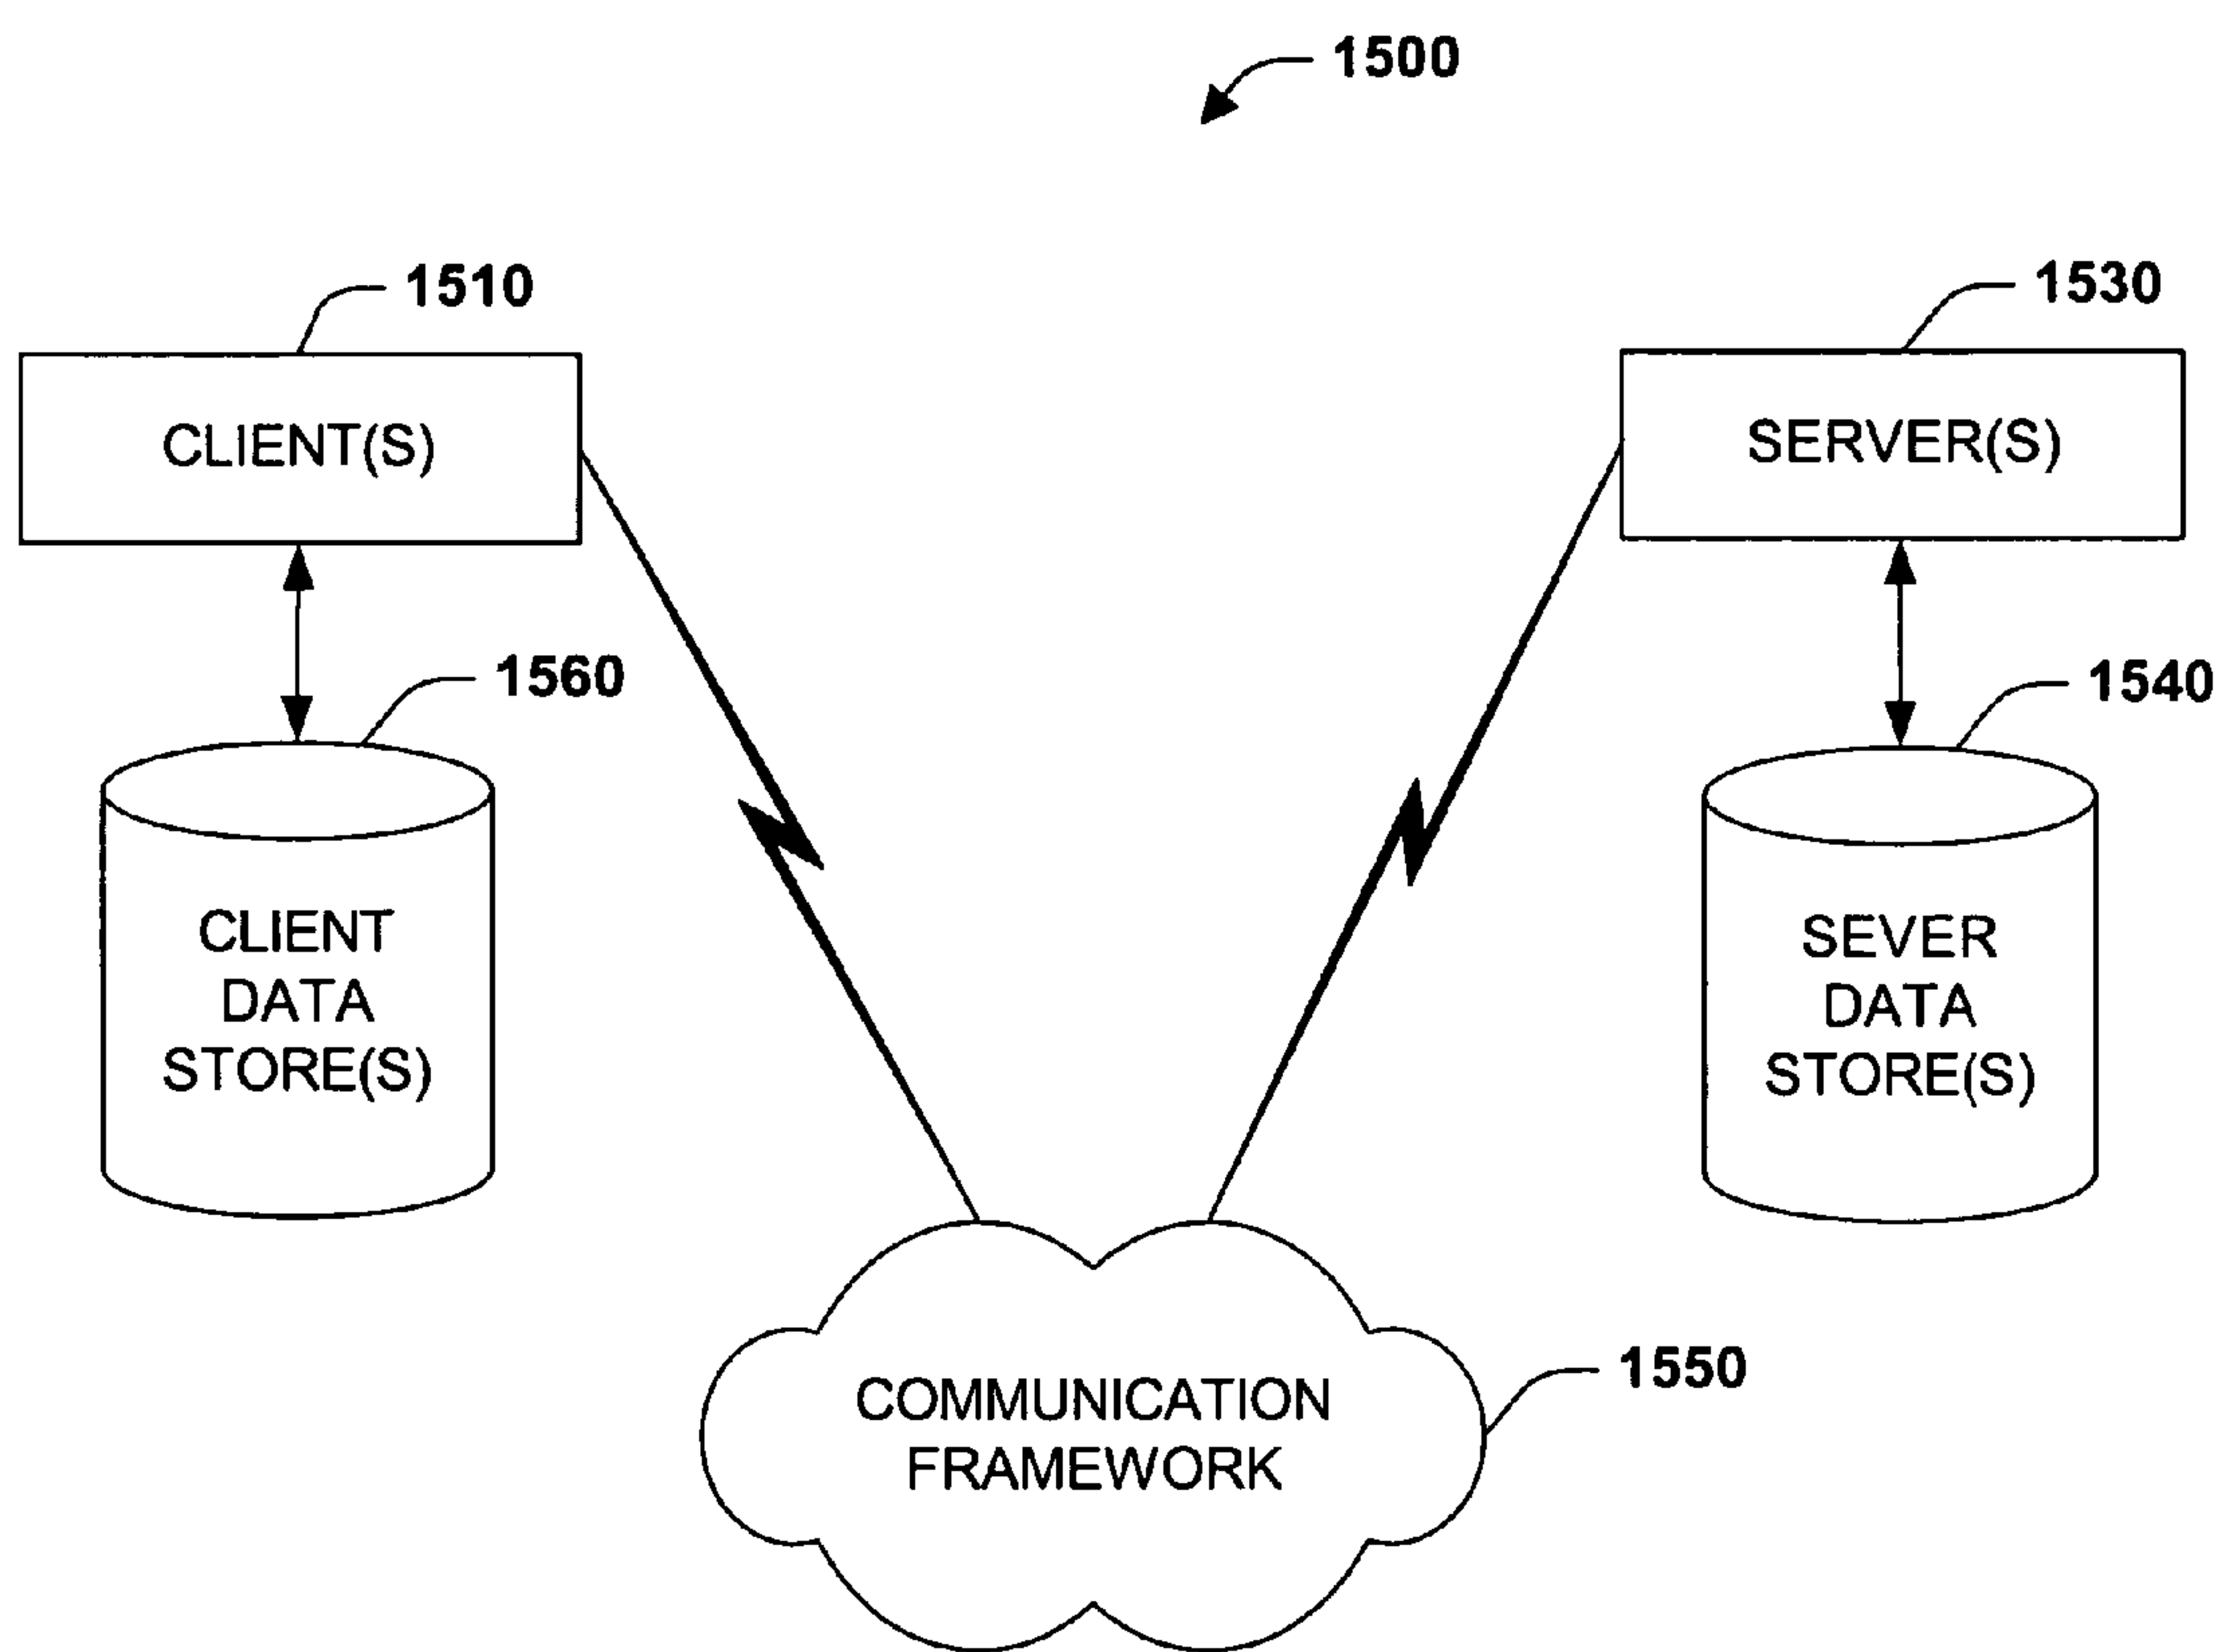 1500
1510
1530
CLIENT(S)
SERVER(S)
1560
1540
CLIENT
DATA
STORE(S)
SEVER
DATA
STORE(S)
1550
COMMUNICATION
FRAMEWORK